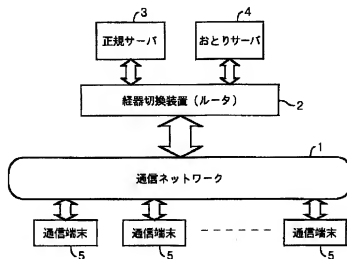 3
4
正規サーバ
おとりサーバ
経器切換装置（ルータ）
2
1
通信ネットワーク
通信端末
通信端末
通信端末
5
5
5